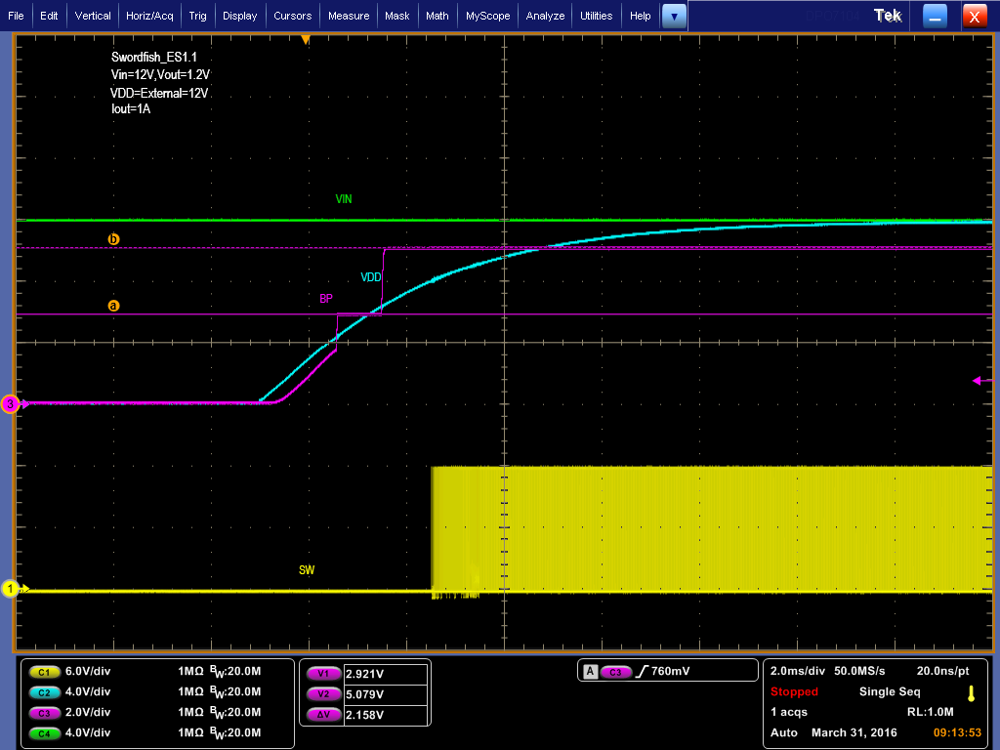 File Edit Vertical Horiz/Acq Trig Display Cursors Measure Mask Math MyScope Analyze Utilities Help Tek X
Swordfish_ES1.1
Vin=12V,Vout=1.2V
VDD=External=12V
Iout=1A
VIN
b
VDD
BP
a
3
SW
1
C1 6.0V/div 1MΩ BW:20.0M
C2 4.0V/div 1MΩ BW:20.0M
C3 2.0V/div 1MΩ BW:20.0M
C4 4.0V/div 1MΩ BW:20.0M
V1 2.921V
V2 5.079V
ΔV 2.158V
A C3 760mV
2.0ms/div 50.0MS/s 20.0ns/pt
Stopped Single Seq
1 acqs RL:1.0M
Auto March 31, 2016 09:13:53